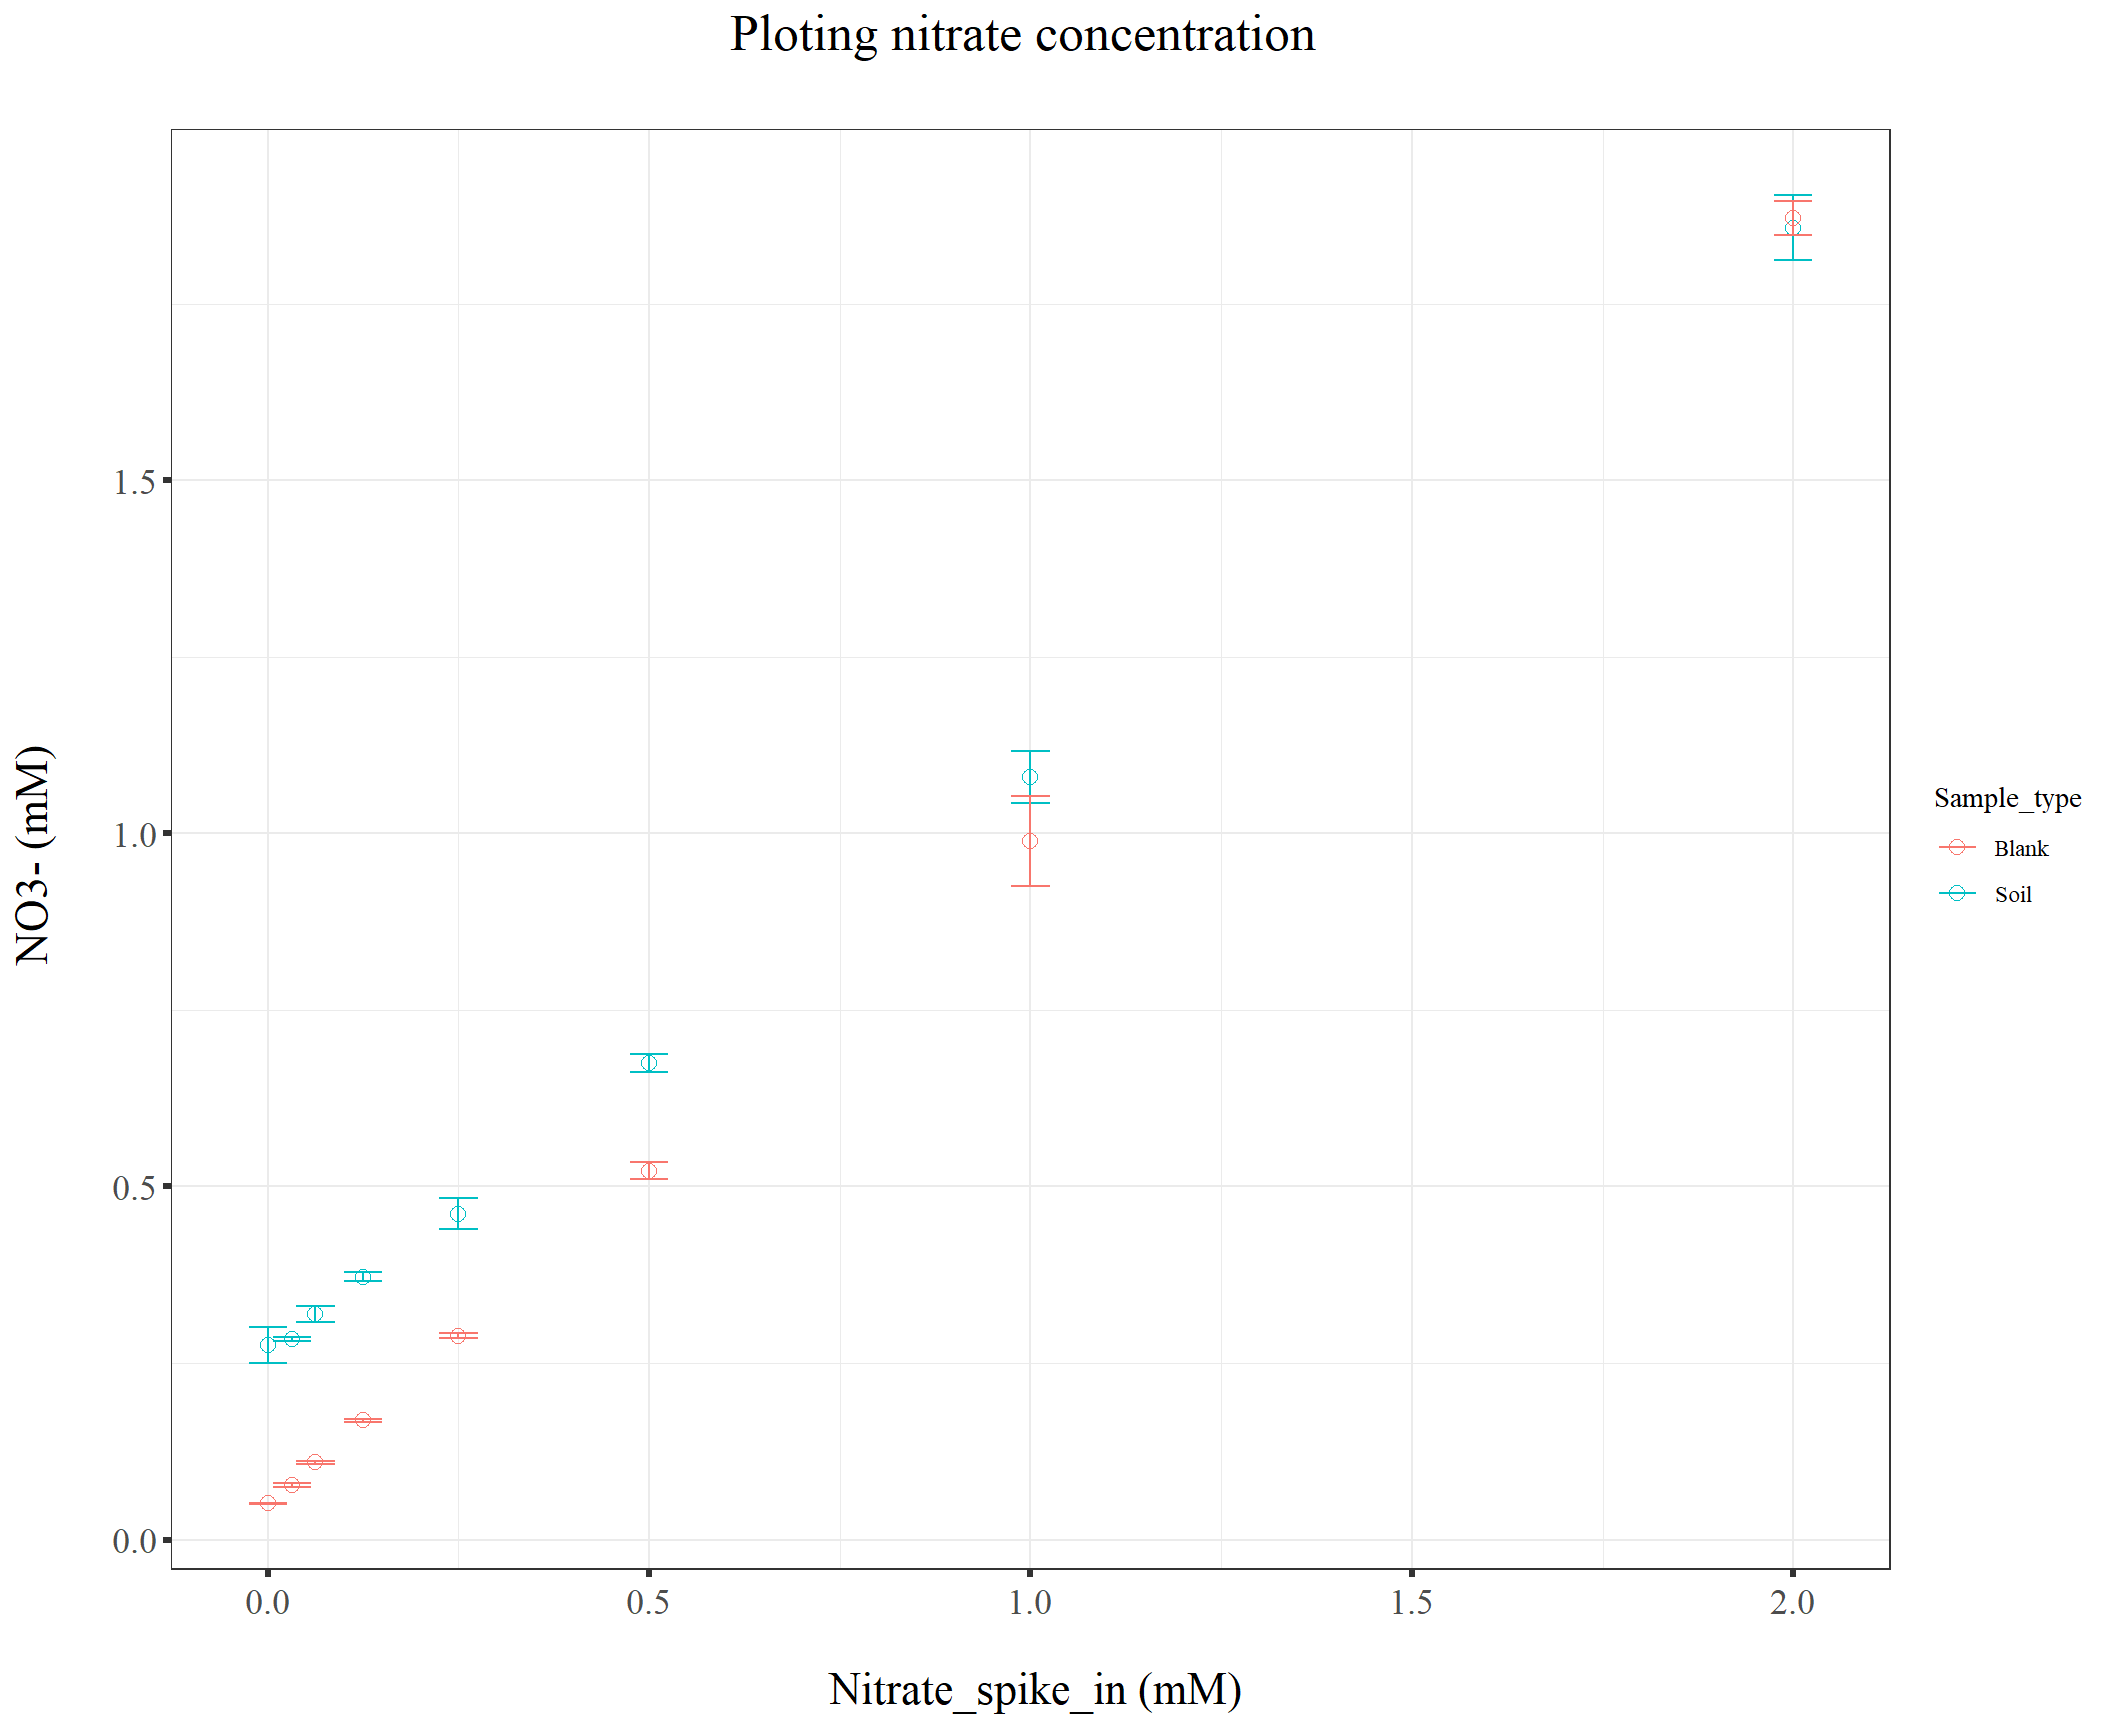 Ploting nitrate concentration
1.5
1.0
0.5
0.0
NO3- (mM)
0.0 0.5 1.0 1.5 2.0
Nitrate_spike_in (mM)
Sample_type
Blank
Soil